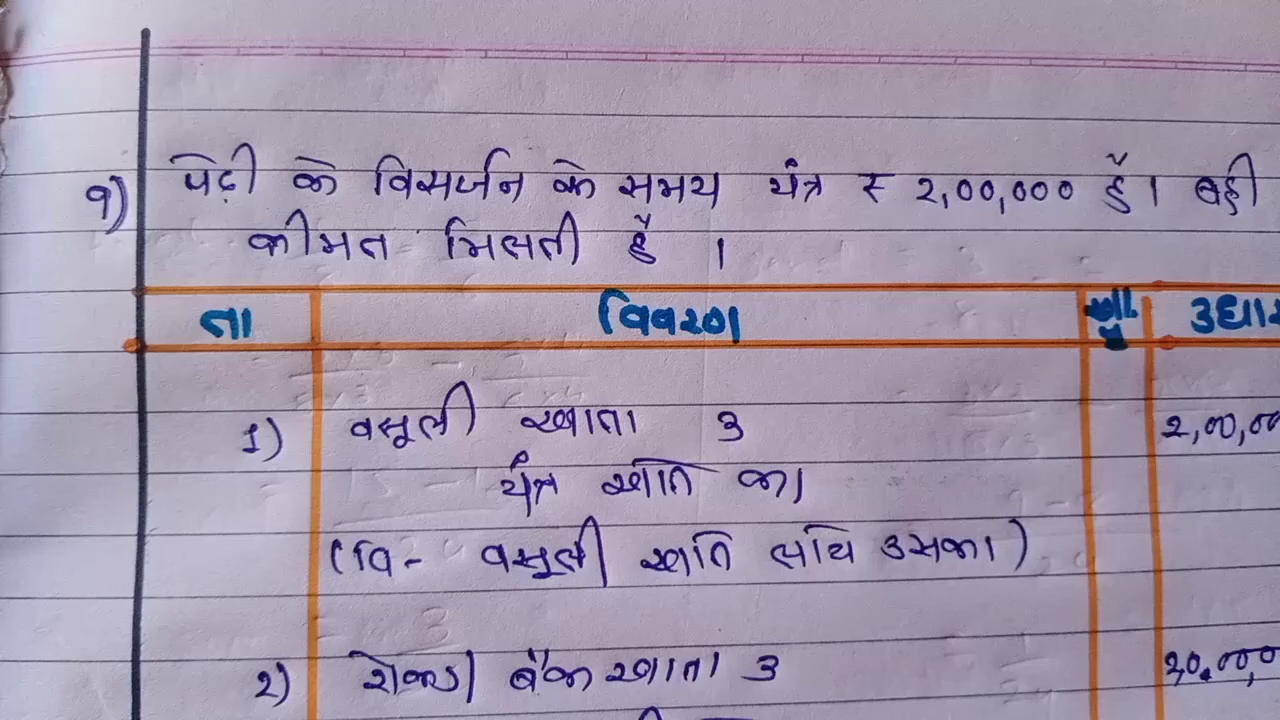 १) पेढ़ी के विसर्जन के समय यंत्र ₹ 2,00,000 हैं। वही
कीमत मिलती है ।
ता विवरण खा पृ उधार
1) वसूली खाता उ 2,00,00
यंत्र खाते का
(वि- वसूली खाते लाये उसका)
2) रोकड़ बैंक खाता उ 20,00,0